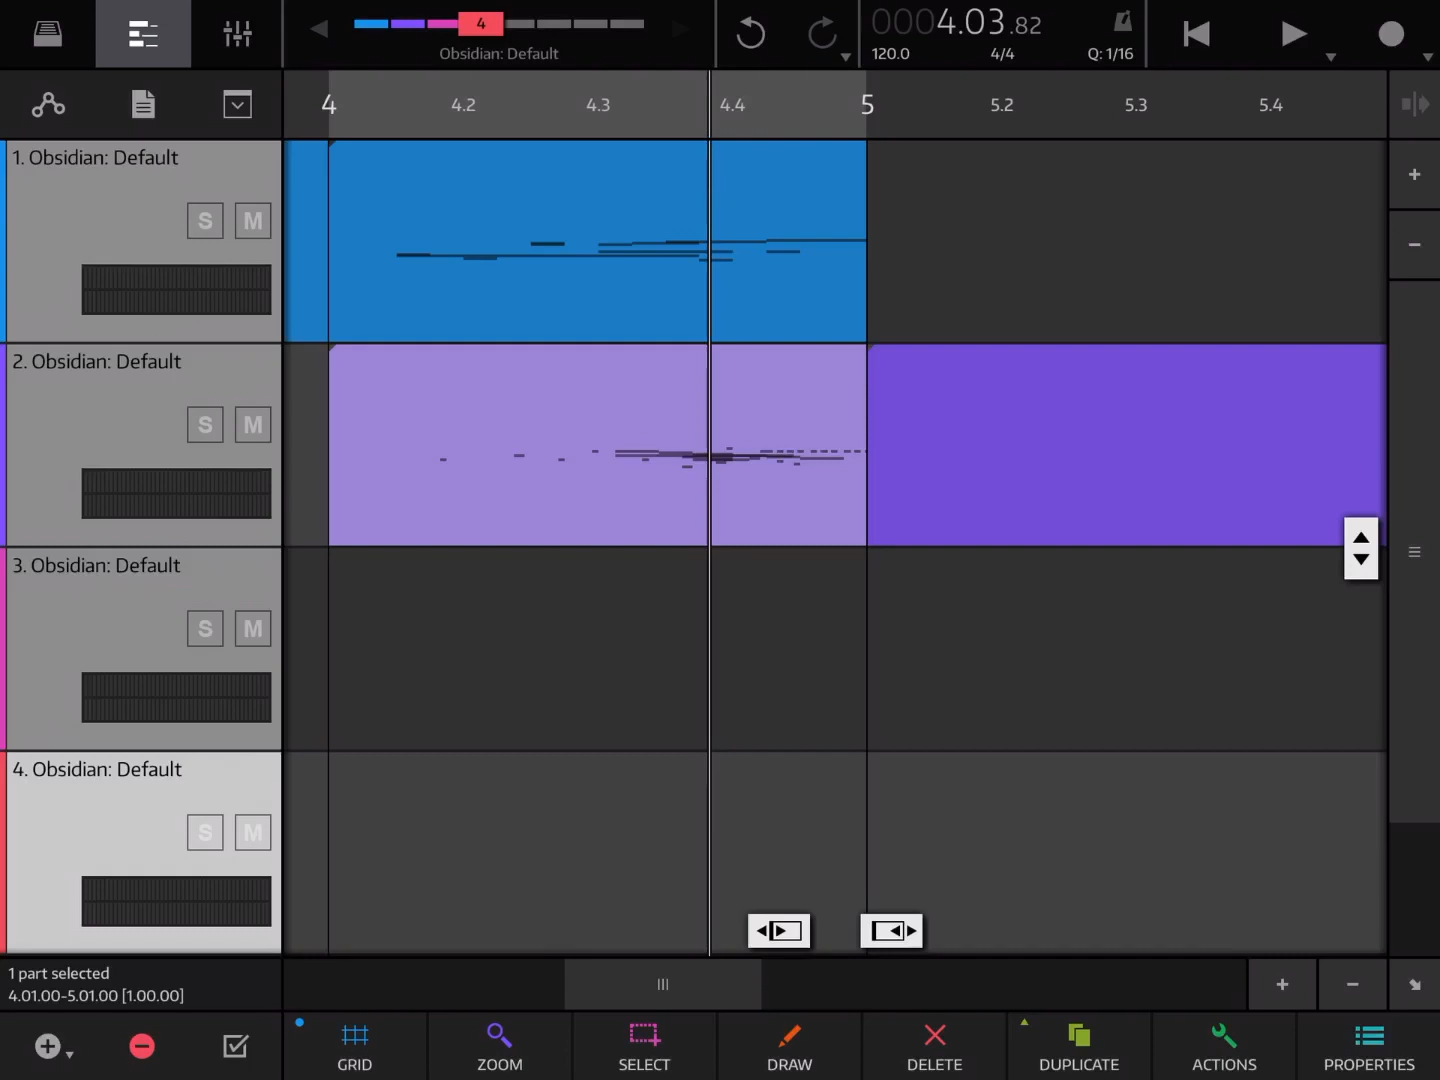 4
Obsidian: Default
0004.03.82
120.0
4/4
Q: 1/16
4
4.2
4.3
4.4
5
5.2
5.3
5.4
1. Obsidian: Default
S M
2. Obsidian: Default
S M
3. Obsidian: Default
S M
4. Obsidian: Default
S M
1 part selected
4.01.00-5.01.00 [1.00.00]
GRID
ZOOM
SELECT
DRAW
DELETE
DUPLICATE
ACTIONS
PROPERTIES